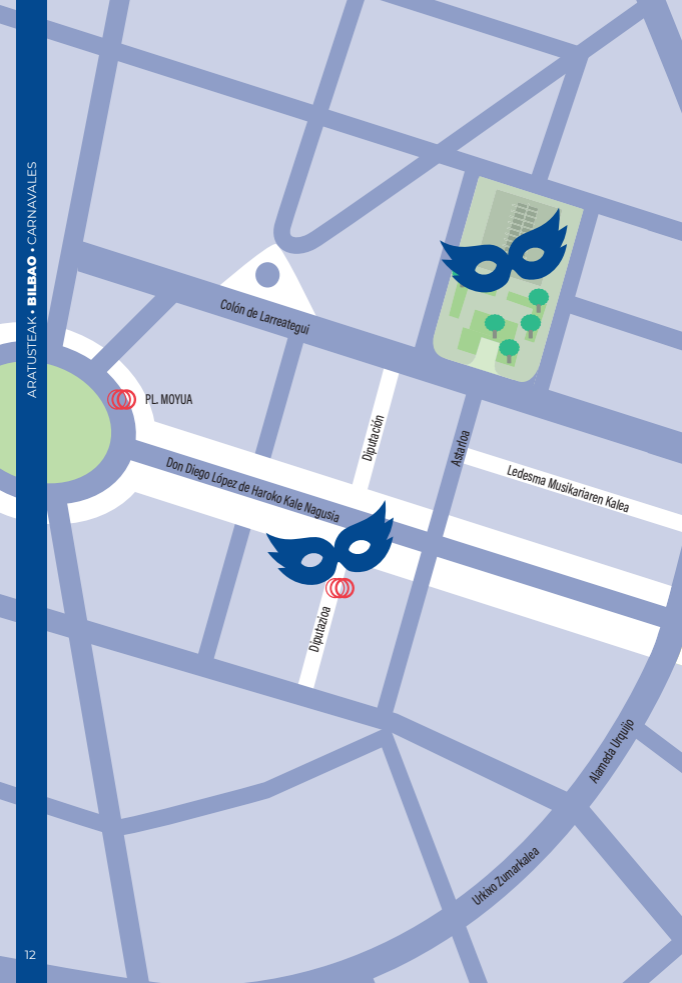 ARATUSTEAK • BILBAO • CARNAVALES
Colón de Larreategui
PL. MOYUA
Diputación
Astarloa
Ledesma Musikariaren Kalea
Don Diego López de Haroko Kale Nagusia
Diputazioa
Alameda Urquijo
Urkixo Zumarkalea
12